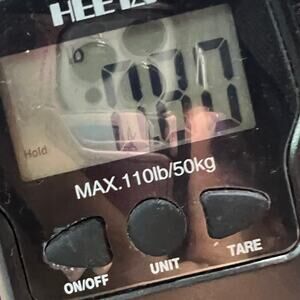 Hold
MAX.110lb/50kg
ON/OFF
UNIT
TARE